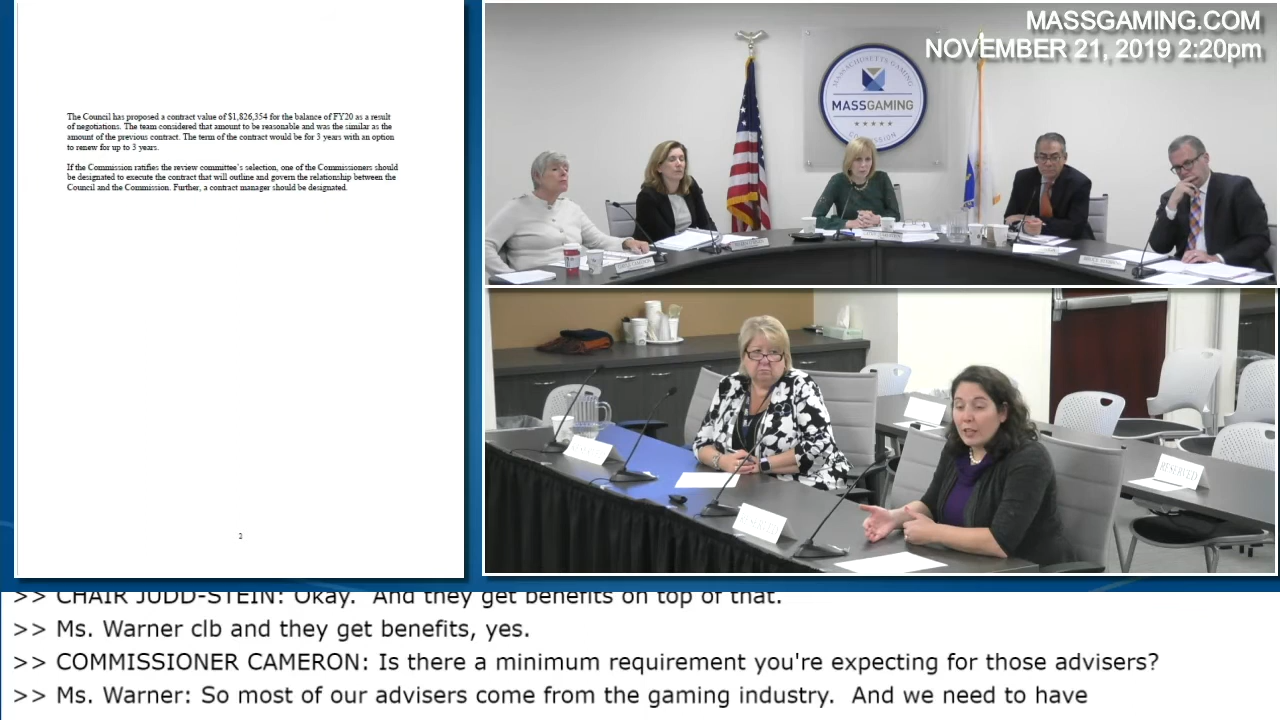 The Council has proposed a contract value of $1,826,354 for the balance of FY20 as a result
of negotiations. The team considered that amount to be reasonable and was the similar as the
amount of the previous contract. The term of the contract would be for 3 years with an option
to renew for up to 3 years.
If the Commission ratifies the review committee's selection, one of the Commissioners should
be designated to execute the contract that will outline and govern the relationship between the
Council and the Commission. Further, a contract manager should be designated.
2
MASSGAMING.COM
NOVEMBER 21, 2019 2:20pm
MASSACHUSETTS GAMING
MASSGAMING
COMMISSION
RESERVED
RESERVED
>> CHAIR JUDD-STEIN: Okay. And they get benefits on top of that.
>> Ms. Warner clb and they get benefits, yes.
>> COMMISSIONER CAMERON: Is there a minimum requirement you're expecting for those advisers?
>> Ms. Warner: So most of our advisers come from the gaming industry. And we need to have